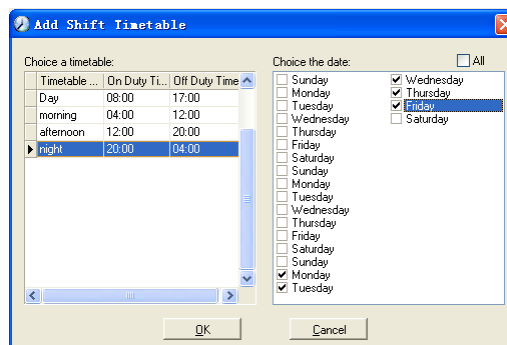 Add Shift Timetable
Choice a timetable:
Timetable ... On Duty Ti... Off Duty Time
Day 08:00 17:00
morning 04:00 12:00
afternoon 12:00 20:00
night 20:00 04:00
Choice the date:
All
Sunday
Monday
Tuesday
Wednesday
Thursday
Friday
Saturday
Sunday
Monday
Tuesday
Wednesday
Thursday
Friday
Saturday
Sunday
Monday
Tuesday
Wednesday
Thursday
Friday
Saturday
OK
Cancel